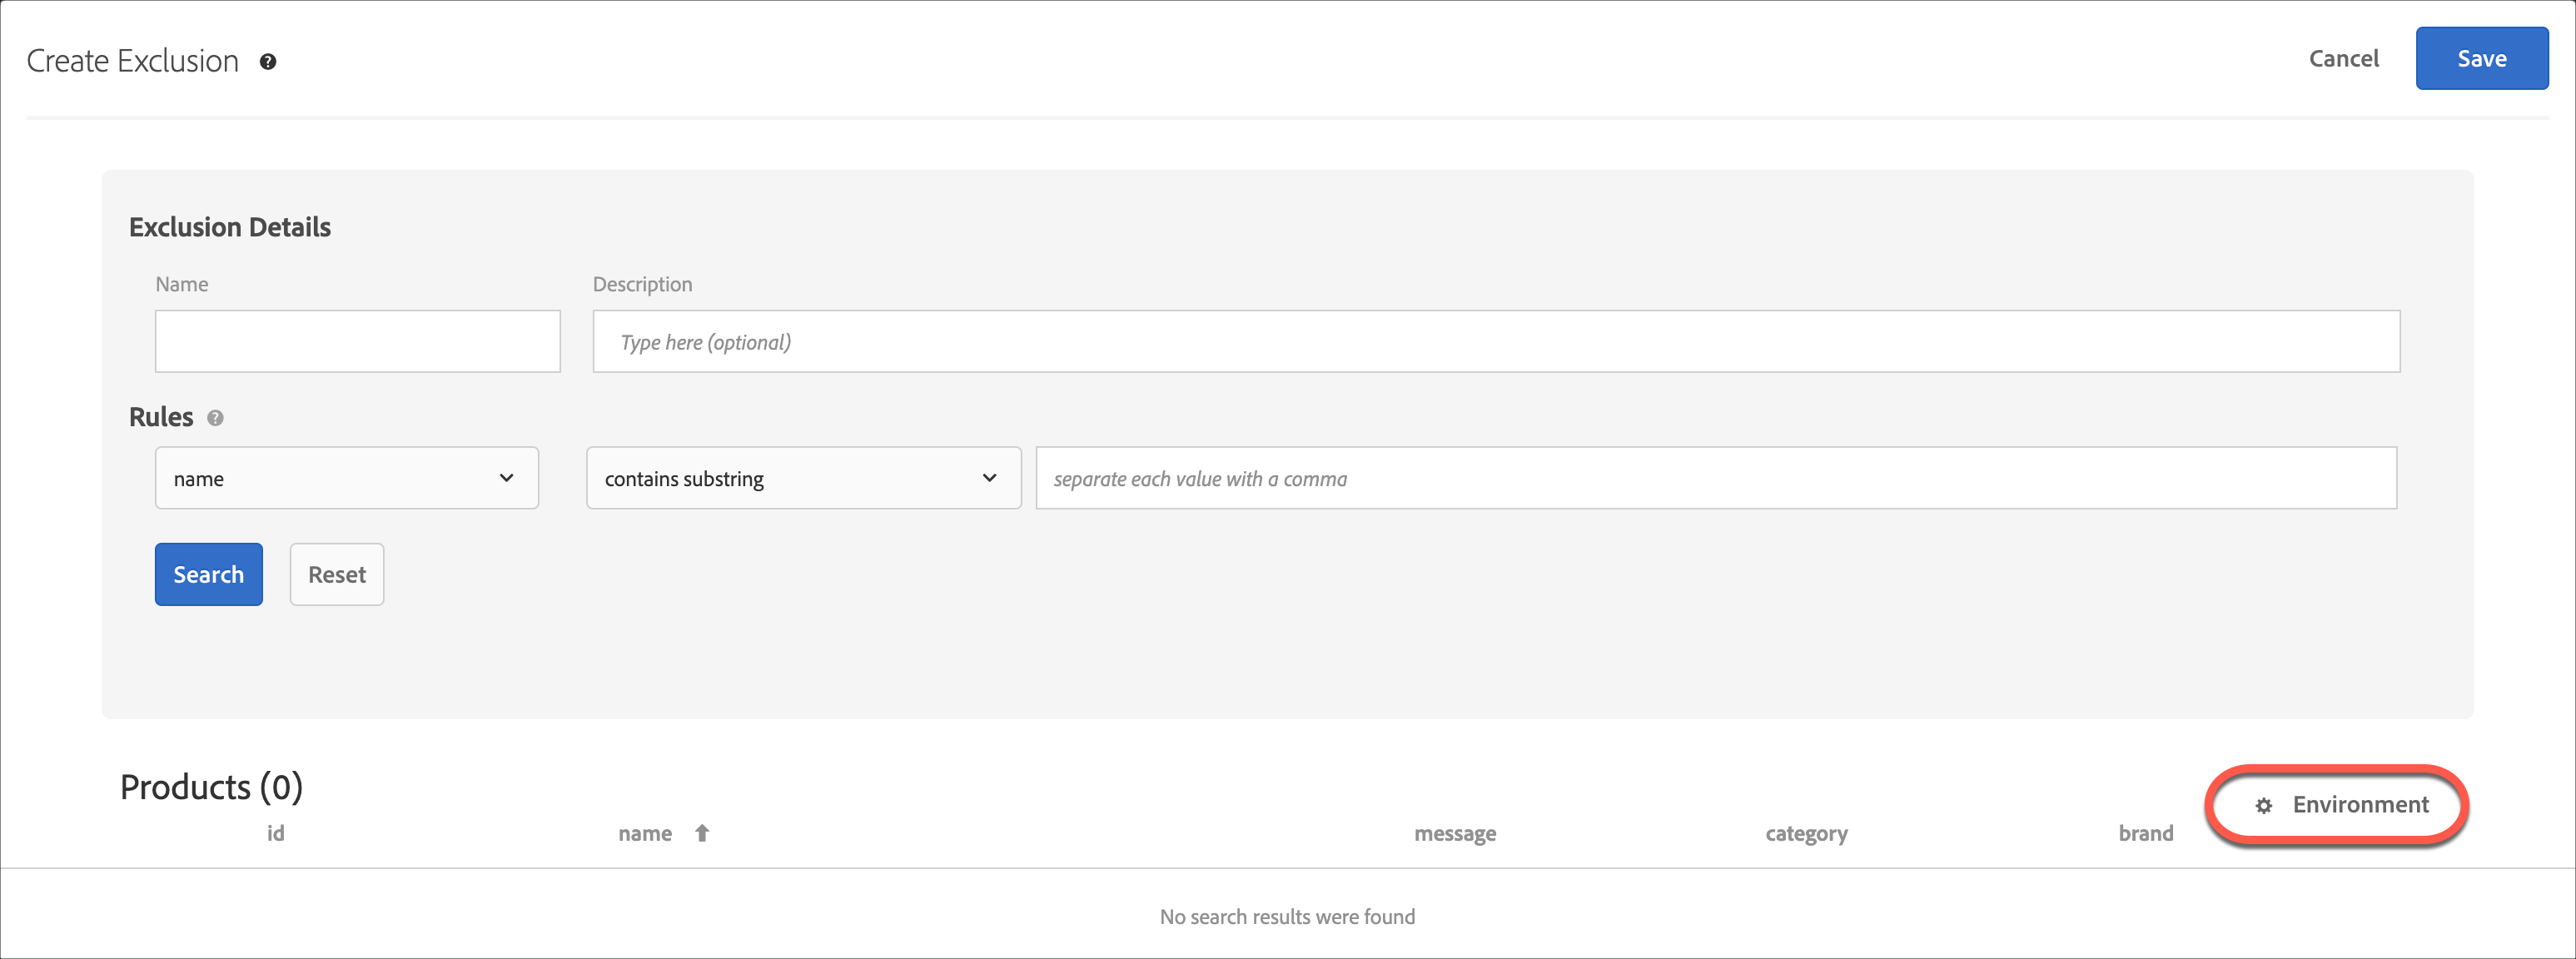 Create Exclusion
Cancel
Save
Exclusion Details
Name
Description
Type here (optional)
Rules
name
contains substring
separate each value with a comma
Search
Reset
Products (0)
Environment
id
name
message
category
brand
No search results were found